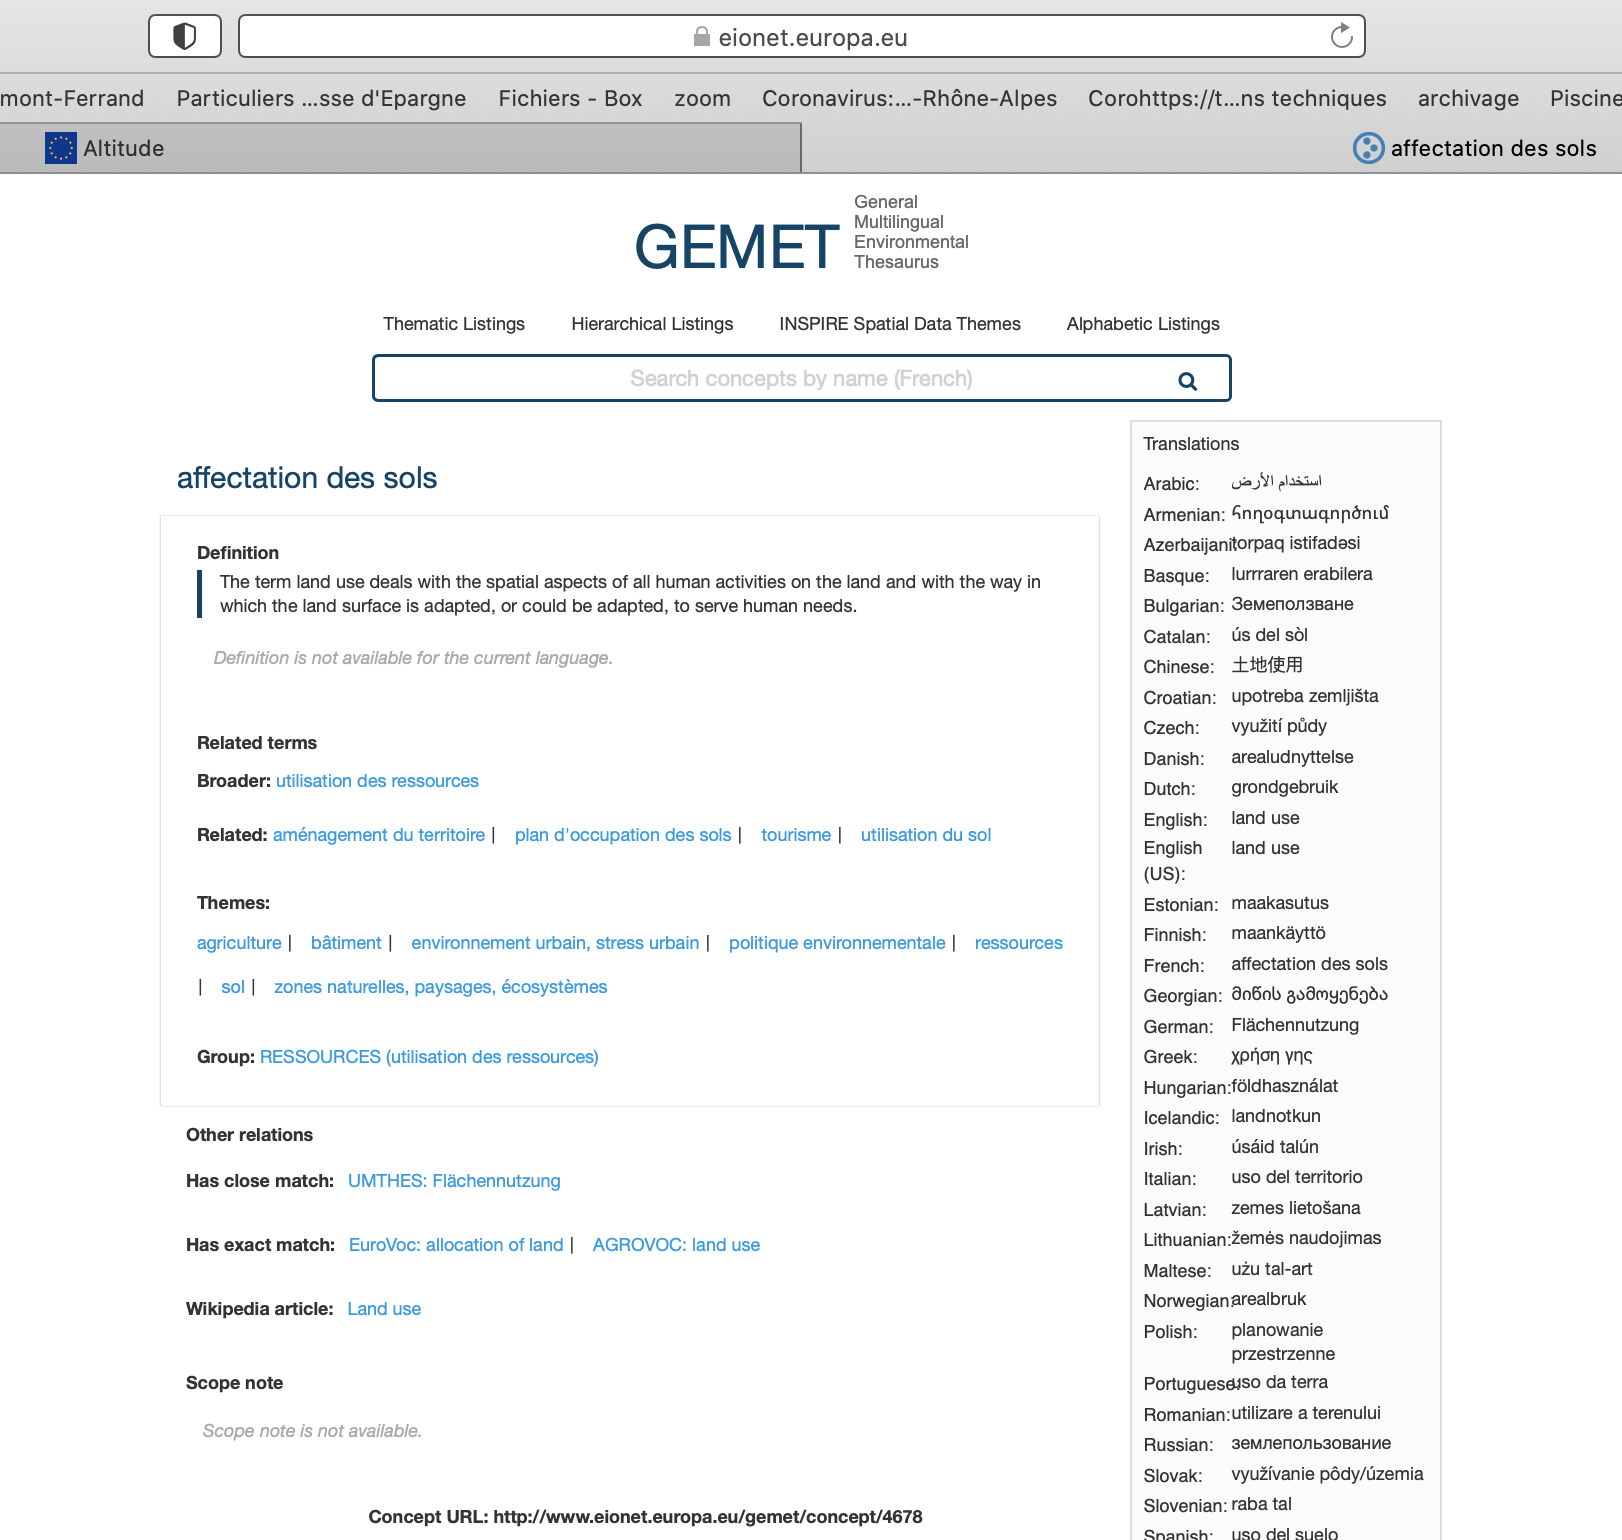 eionet.europa.eu
mont-Ferrand Particuliers ...sse d'Epargne Fichiers - Box zoom Coronavirus:...-Rhône-Alpes Corohttps://t...ns techniques archivage Piscine
Altitude
affectation des sols
GEMET
General
Multilingual
Environmental
Thesaurus
Thematic Listings Hierarchical Listings INSPIRE Spatial Data Themes Alphabetic Listings
Search concepts by name (French)
affectation des sols
Definition
The term land use deals with the spatial aspects of all human activities on the land and with the way in
which the land surface is adapted, or could be adapted, to serve human needs.
Definition is not available for the current language.
Related terms
Broader: utilisation des ressources
Related: aménagement du territoire | plan d'occupation des sols | tourisme | utilisation du sol
Themes:
agriculture | bâtiment | environnement urbain, stress urbain | politique environnementale | ressources
| sol | zones naturelles, paysages, écosystèmes
Group: RESSOURCES (utilisation des ressources)
Other relations
Has close match: UMTHES: Flächennutzung
Has exact match: EuroVoc: allocation of land | AGROVOC: land use
Wikipedia article: Land use
Scope note
Scope note is not available.
Concept URL: http://www.eionet.europa.eu/gemet/concept/4678
Translations
Arabic: استخدام الأرض
Armenian: հողօգտագործում
Azerbaijani: torpaq istifadəsi
Basque: lurrraren erabilera
Bulgarian: Земеползване
Catalan: ús del sòl
Chinese: 土地使用
Croatian: upotreba zemljišta
Czech: využití půdy
Danish: arealudnyttelse
Dutch: grondgebruik
English: land use
English land use
(US):
Estonian: maakasutus
Finnish: maankäyttö
French: affectation des sols
Georgian: მიწის გამოყენება
German: Flächennutzung
Greek: χρήση γης
Hungarian: földhasználat
Icelandic: landnotkun
Irish: úsáid talún
Italian: uso del territorio
Latvian: zemes lietošana
Lithuanian: žemės naudojimas
Maltese: użu tal-art
Norwegian: arealbruk
Polish: planowanie
przestrzenne
Portuguese: uso da terra
Romanian: utilizare a terenului
Russian: землепользование
Slovak: využívanie pôdy/územia
Slovenian: raba tal
Spanish: uso del suelo